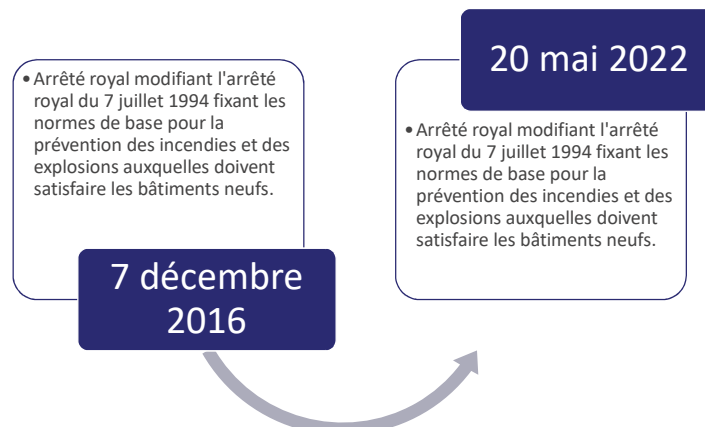 • Arrêté royal modifiant l'arrêté
royal du 7 juillet 1994 fixant les
normes de base pour la
prévention des incendies et des
explosions auxquelles doivent
satisfaire les bâtiments neufs.
7 décembre
2016
20 mai 2022
• Arrêté royal modifiant l'arrêté
royal du 7 juillet 1994 fixant les
normes de base pour la
prévention des incendies et des
explosions auxquelles doivent
satisfaire les bâtiments neufs.